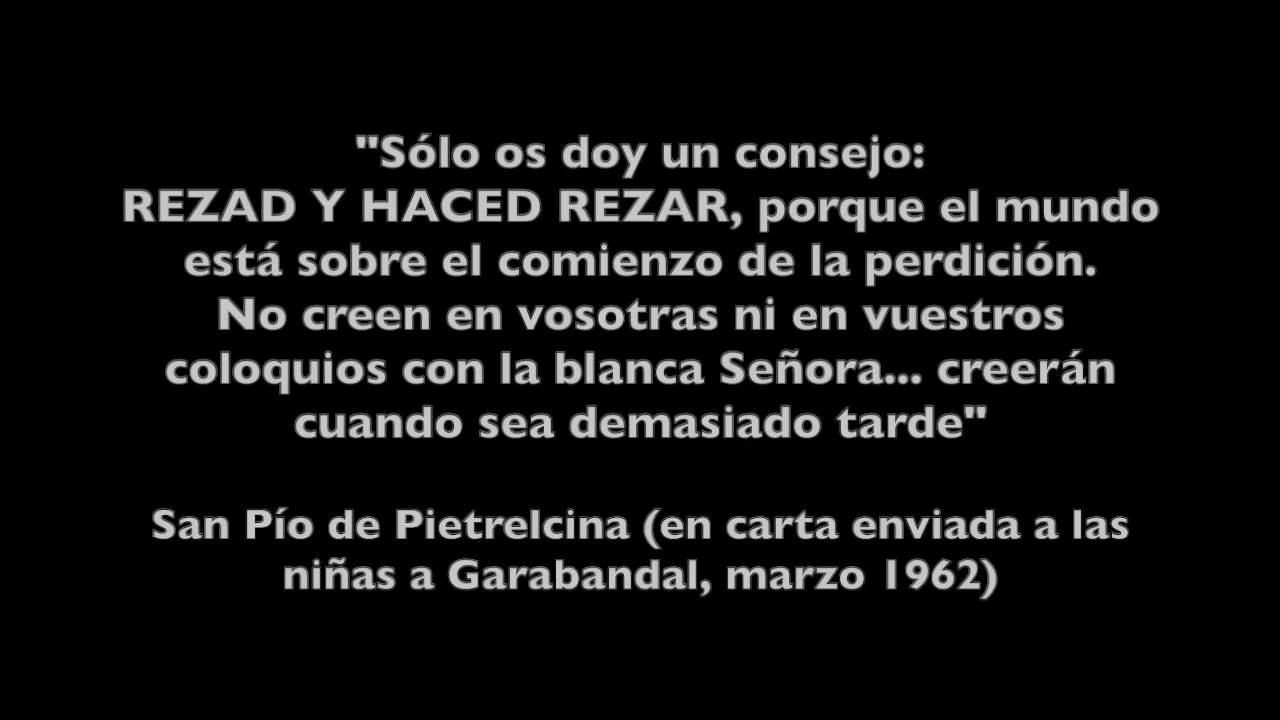 "Sólo os doy un consejo:
REZAD Y HACED REZAR, porque el mundo
está sobre el comienzo de la perdición.
No creen en vosotras ni en vuestros
coloquios con la blanca Señora... creerán
cuando sea demasiado tarde"
San Pío de Pietrelcina (en carta enviada a las
niñas a Garabandal, marzo 1962)